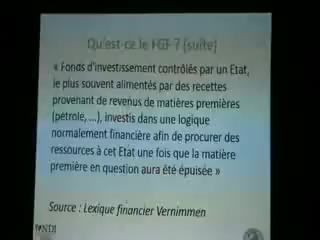 Qu'est-ce le FGF ? (suite)
« Fonds d'investissement contrôlés par un Etat,
le plus souvent alimentés par des recettes
provenant de revenus de matières premières
(pétrole, ...), investis dans une logique
normalement financière afin de procurer des
ressources à cet Etat une fois que la matière
première en question aura été épuisée »
Source : Lexique financier Vernimmen